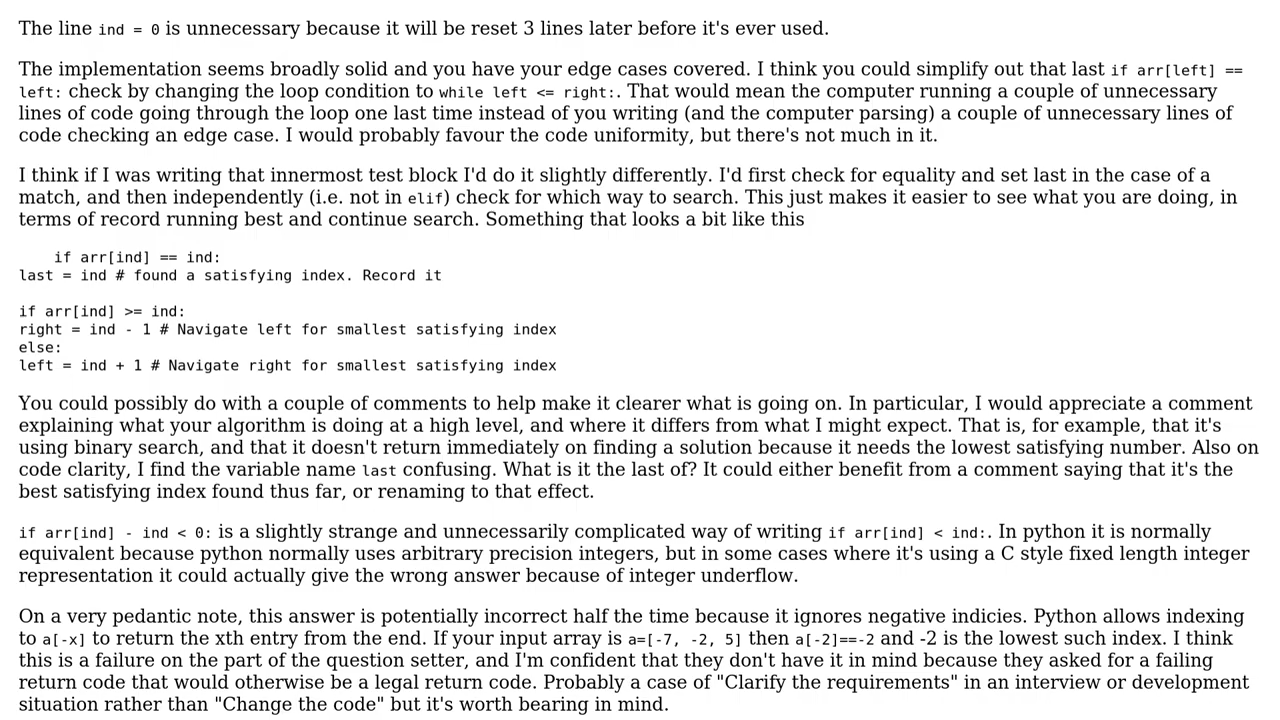 The line ind = 0 is unnecessary because it will be reset 3 lines later before it's ever used.
The implementation seems broadly solid and you have your edge cases covered. I think you could simplify out that last if arr[left] ==
left: check by changing the loop condition to while left <= right:. That would mean the computer running a couple of unnecessary
lines of code going through the loop one last time instead of you writing (and the computer parsing) a couple of unnecessary lines of
code checking an edge case. I would probably favour the code uniformity, but there's not much in it.
I think if I was writing that innermost test block I'd do it slightly differently. I'd first check for equality and set last in the case of a
match, and then independently (i.e. not in elif) check for which way to search. This just makes it easier to see what you are doing, in
terms of record running best and continue search. Something that looks a bit like this
if arr[ind] == ind:
last = ind # found a satisfying index. Record it
if arr[ind] >= ind:
right = ind - 1 # Navigate left for smallest satisfying index
else:
left = ind + 1 # Navigate right for smallest satisfying index
You could possibly do with a couple of comments to help make it clearer what is going on. In particular, I would appreciate a comment
explaining what your algorithm is doing at a high level, and where it differs from what I might expect. That is, for example, that it's
using binary search, and that it doesn't return immediately on finding a solution because it needs the lowest satisfying number. Also on
code clarity, I find the variable name last confusing. What is it the last of? It could either benefit from a comment saying that it's the
best satisfying index found thus far, or renaming to that effect.
if arr[ind] - ind < 0: is a slightly strange and unnecessarily complicated way of writing if arr[ind] < ind:. In python it is normally
equivalent because python normally uses arbitrary precision integers, but in some cases where it's using a C style fixed length integer
representation it could actually give the wrong answer because of integer underflow.
On a very pedantic note, this answer is potentially incorrect half the time because it ignores negative indicies. Python allows indexing
to a[-x] to return the xth entry from the end. If your input array is a=[-7, -2, 5] then a[-2]==-2 and -2 is the lowest such index. I think
this is a failure on the part of the question setter, and I'm confident that they don't have it in mind because they asked for a failing
return code that would otherwise be a legal return code. Probably a case of "Clarify the requirements" in an interview or development
situation rather than "Change the code" but it's worth bearing in mind.